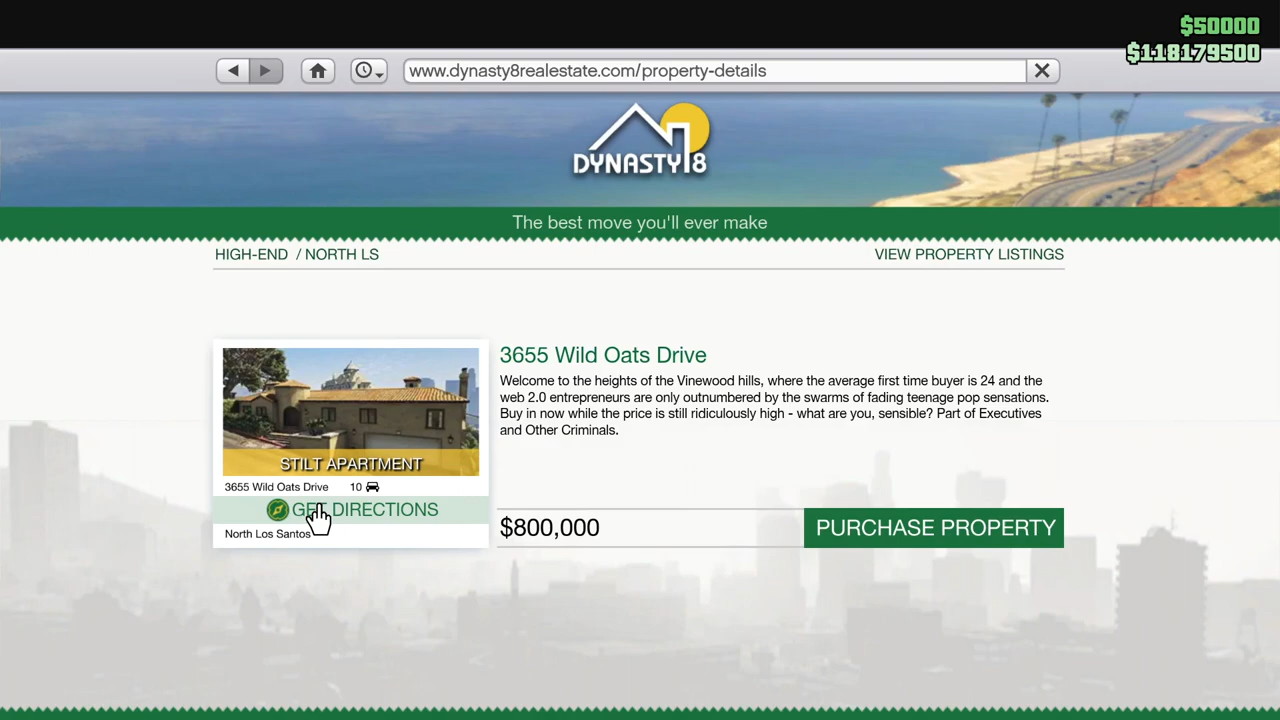 $50000
$118179500
www.dynasty8realestate.com/property-details
DYNASTY 8
The best move you'll ever make
HIGH-END / NORTH LS
VIEW PROPERTY LISTINGS
STILT APARTMENT
3655 Wild Oats Drive 10
GET DIRECTIONS
North Los Santos
3655 Wild Oats Drive
Welcome to the heights of the Vinewood hills, where the average first time buyer is 24 and the
web 2.0 entrepreneurs are only outnumbered by the swarms of fading teenage pop sensations.
Buy in now while the price is still ridiculously high - what are you, sensible? Part of Executives
and Other Criminals.
$800,000
PURCHASE PROPERTY